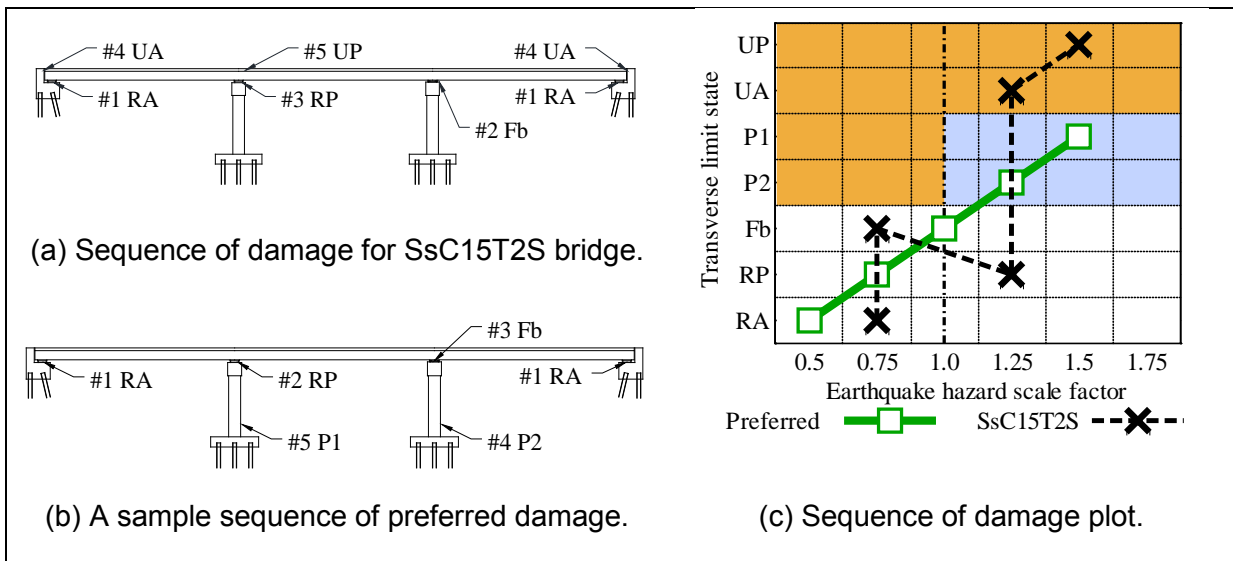 #4 UA
#5 UP
#4 UA
#1 RA
#3 RP
#1 RA
#2 Fb
(a) Sequence of damage for SsC15T2S bridge.
#3 Fb
#1 RA
#2 RP
#1 RA
#5 P1
#4 P2
(b) A sample sequence of preferred damage.
Transverse limit state
UP
UA
P1
P2
Fb
RP
RA
0.5 0.75 1.0 1.25 1.5 1.75
Earthquake hazard scale factor
Preferred SsC15T2S
(c) Sequence of damage plot.